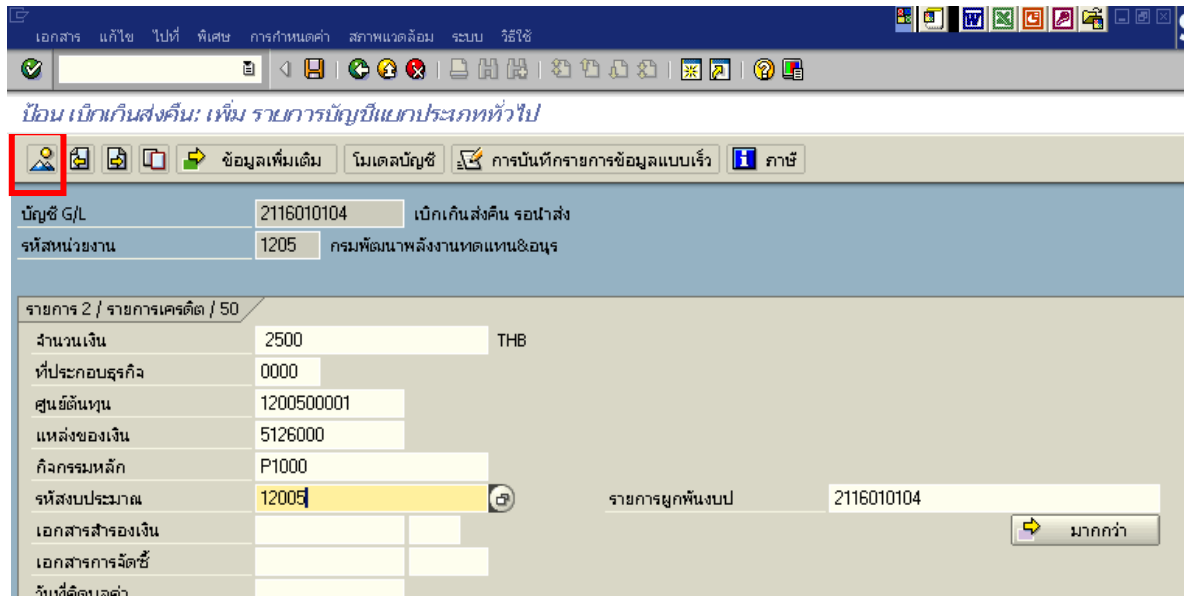 เอกสาร แก้ไข ไปที่ พิเศษ การกำหนดค่า สภาพแวดล้อม ระบบ วิธีใช้
ป้อน เบิกเกินส่งคืน: เพิ่ม รายการบัญชีแยกประเภททั่วไป
ข้อมูลเพิ่มเติม โมเดลบัญชี การบันทึกรายการข้อมูลแบบเร็ว ภาษี
บัญชี G/L 2116010104 เบิกเกินส่งคืน รอนำส่ง
รหัสหน่วยงาน 1205 กรมพัฒนาพลังงานทดแทน&อนุร
รายการ 2 / รายการเครดิต / 50
จำนวนเงิน 2500 THB
ที่ประกอบธุรกิจ 0000
ศูนย์ต้นทุน 1200500001
แหล่งของเงิน 5126000
กิจกรรมหลัก P1000
รหัสงบประมาณ 12005 รายการผูกพันงบป 2116010104
เอกสารสำรองเงิน มากกว่า
เอกสารการจัดซื้
วันที่คิดมูลค่า